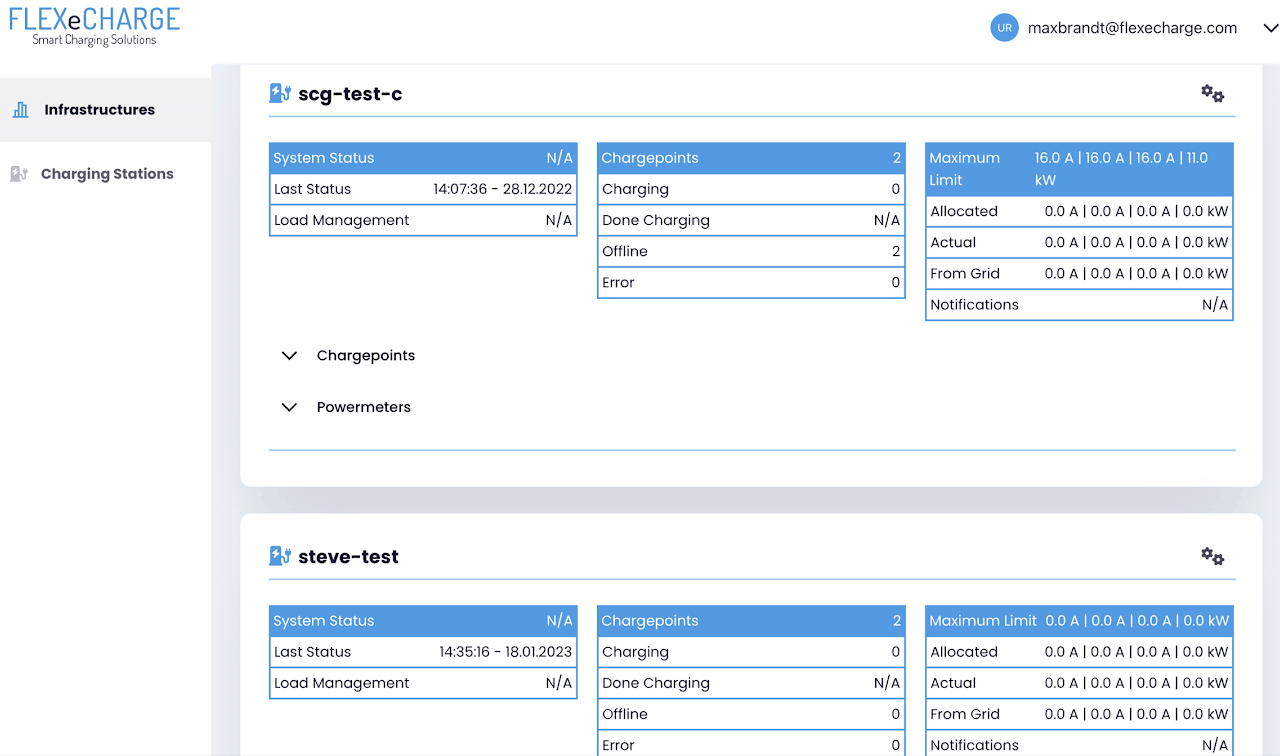 FLEXeCHARGE
Smart Charging Solutions
UR maxbrandt@flexecharge.com
Infrastructures
Charging Stations
scg-test-c
System Status N/A
Last Status 14:07:36 - 28.12.2022
Load Management N/A
Chargepoints 2
Charging 0
Done Charging N/A
Offline 2
Error 0
Maximum 16.0 A | 16.0 A | 16.0 A | 11.0
Limit kW
Allocated 0.0 A | 0.0 A | 0.0 A | 0.0 kW
Actual 0.0 A | 0.0 A | 0.0 A | 0.0 kW
From Grid 0.0 A | 0.0 A | 0.0 A | 0.0 kW
Notifications N/A
Chargepoints
Powermeters
steve-test
System Status N/A
Last Status 14:35:16 - 18.01.2023
Load Management N/A
Chargepoints 2
Charging 0
Done Charging N/A
Offline 0
Error 0
Maximum Limit 0.0 A | 0.0 A | 0.0 A | 0.0 kW
Allocated 0.0 A | 0.0 A | 0.0 A | 0.0 kW
Actual 0.0 A | 0.0 A | 0.0 A | 0.0 kW
From Grid 0.0 A | 0.0 A | 0.0 A | 0.0 kW
Notifications N/A